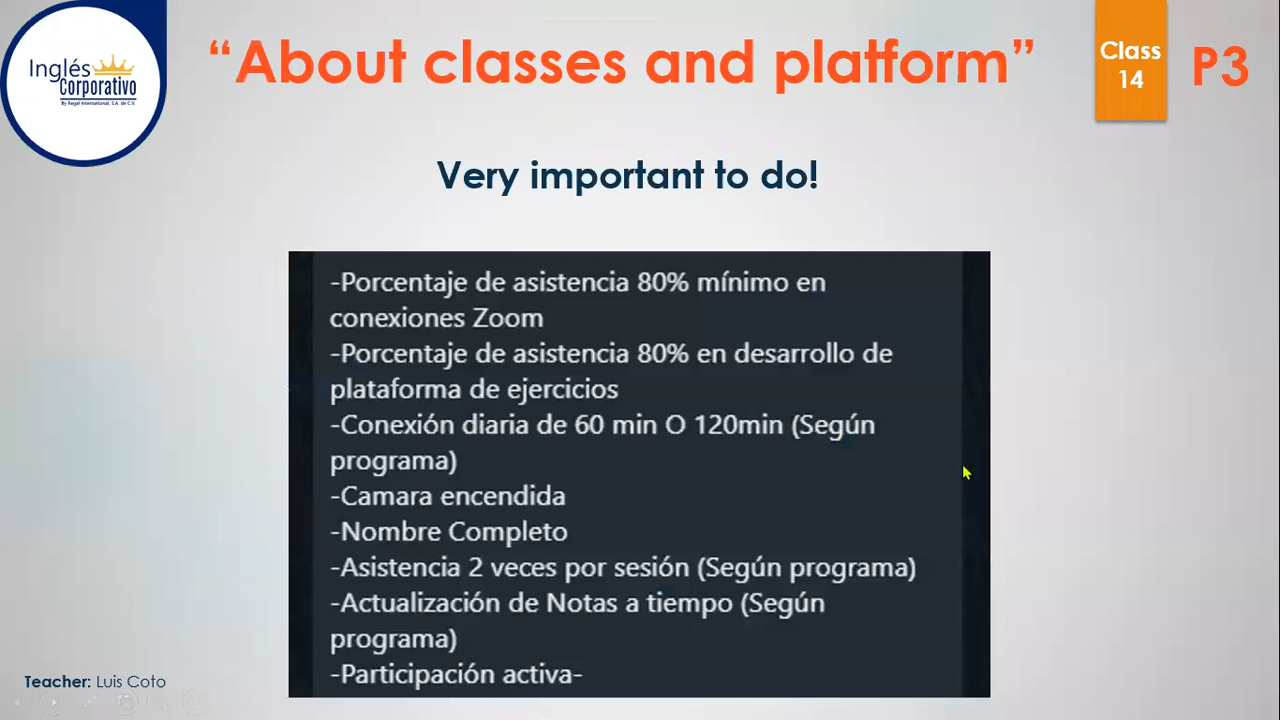 Inglés
Corporativo
By Regal International, S.A. de C.V.
“About classes and platform”
Class
14
P3
Very important to do!
-Porcentaje de asistencia 80% mínimo en
conexiones Zoom
-Porcentaje de asistencia 80% en desarrollo de
plataforma de ejercicios
-Conexión diaria de 60 min O 120min (Según
programa)
-Camara encendida
-Nombre Completo
-Asistencia 2 veces por sesión (Según programa)
-Actualización de Notas a tiempo (Según
programa)
-Participación activa-
Teacher: Luis Coto